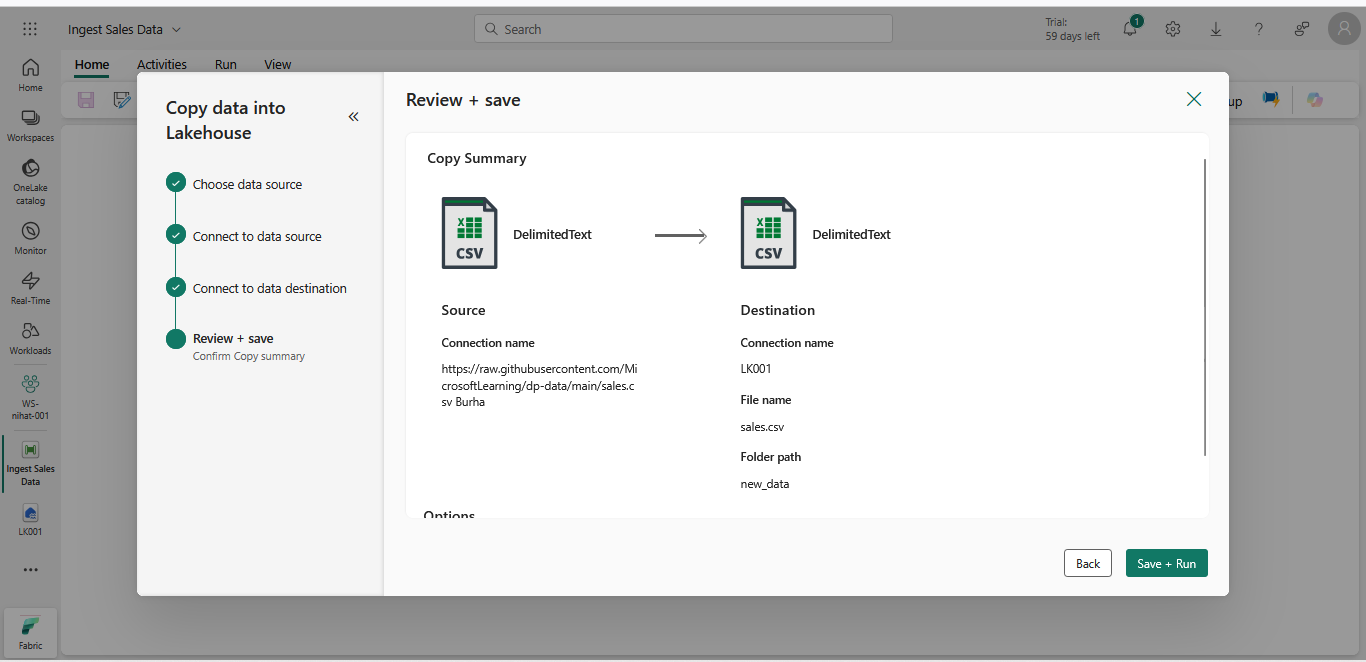 Ingest Sales Data
Search
Trial:
59 days left
1
Home
Activities
Run
View
Home
Workspaces
OneLake
catalog
Monitor
Real-Time
Workloads
WS-
nihat-001
Ingest Sales
Data
LK001
Fabric
up
Copy data into
Lakehouse
Choose data source
Connect to data source
Connect to data destination
Review + save
Confirm Copy summary
Review + save
Copy Summary
X
CSV
DelimitedText
X
CSV
DelimitedText
Source
Connection name
https://raw.githubusercontent.com/Mi
crosoftLearning/dp-data/main/sales.c
sv Burha
Destination
Connection name
LK001
File name
sales.csv
Folder path
new_data
Options
Back
Save + Run